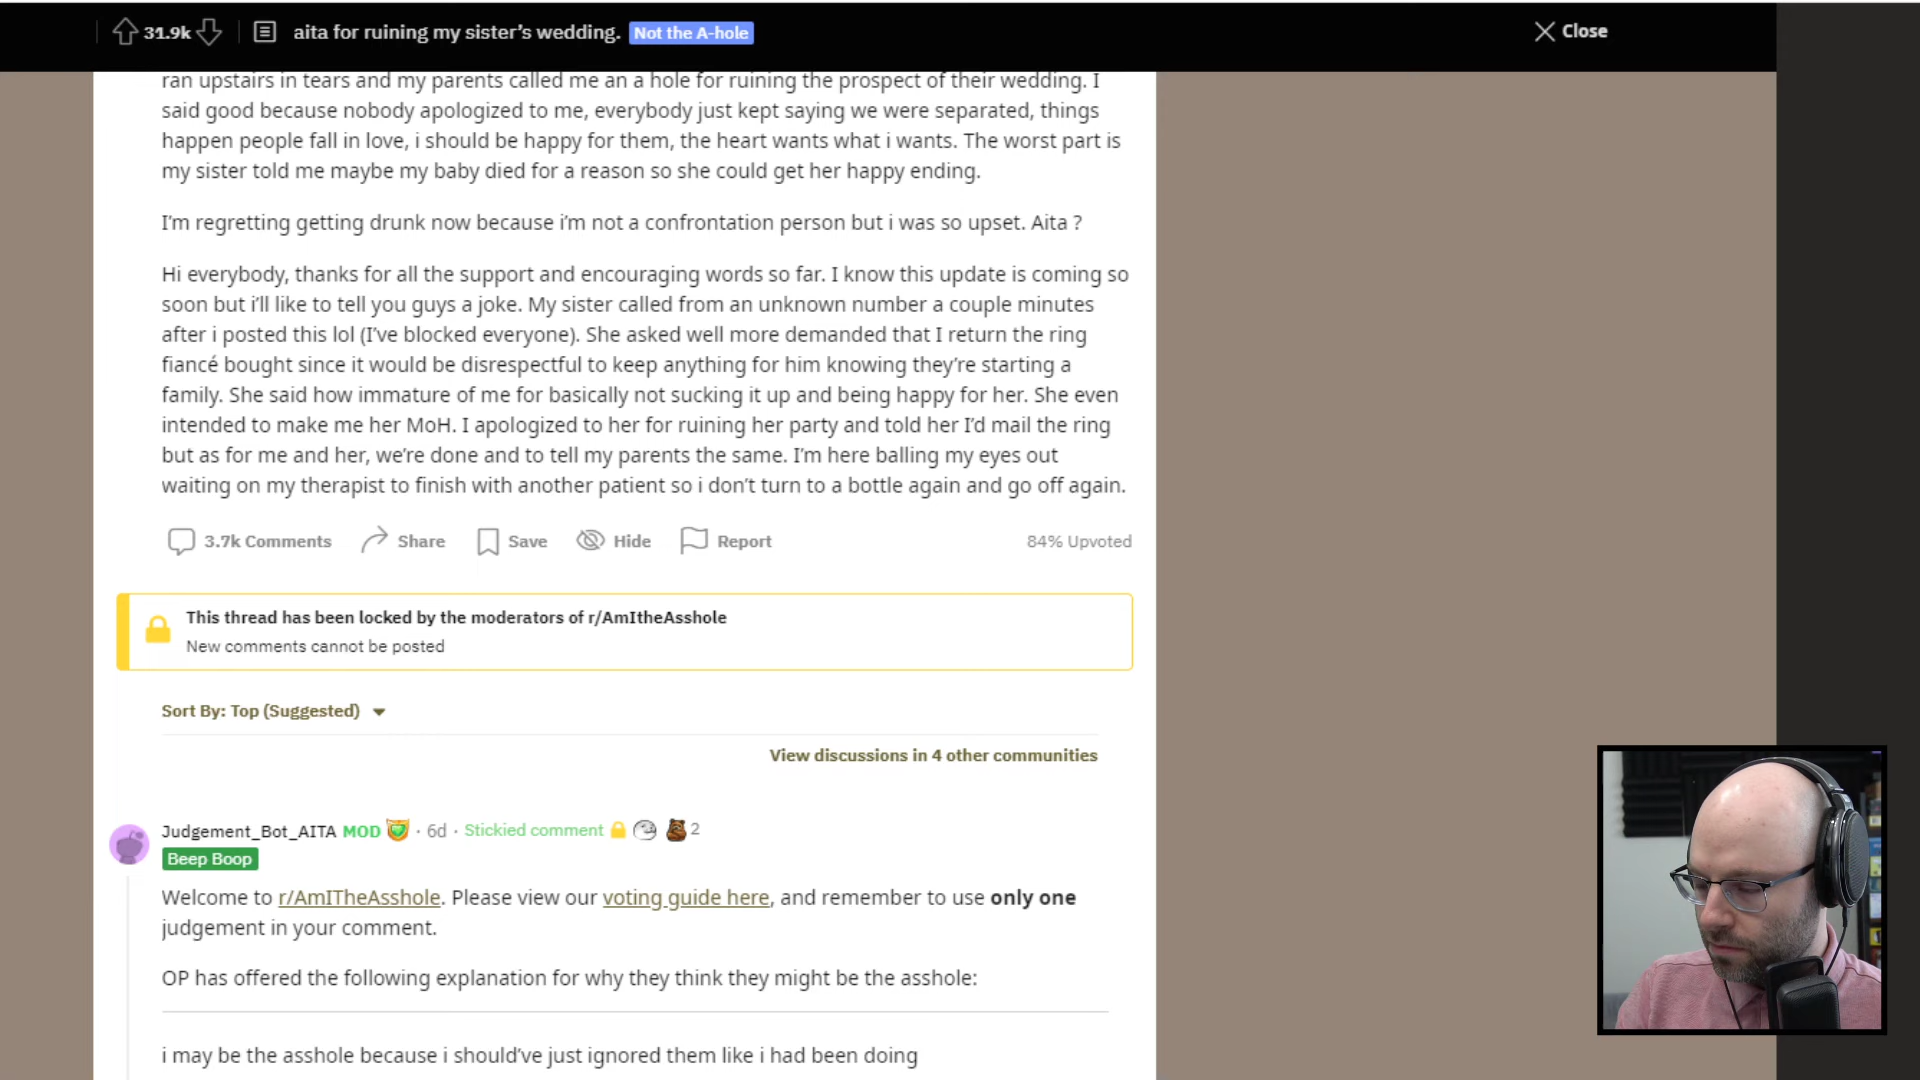 31.9k aita for ruining my sister’s wedding. Not the A-hole Close
ran upstairs in tears and my parents called me an a hole for ruining the prospect of their wedding. I
said good because nobody apologized to me, everybody just kept saying we were separated, things
happen people fall in love, i should be happy for them, the heart wants what i wants. The worst part is
my sister told me maybe my baby died for a reason so she could get her happy ending.
I’m regretting getting drunk now because i’m not a confrontation person but i was so upset. Aita ?
Hi everybody, thanks for all the support and encouraging words so far. I know this update is coming so
soon but i’ll like to tell you guys a joke. My sister called from an unknown number a couple minutes
after i posted this lol (I’ve blocked everyone). She asked well more demanded that I return the ring
fiancé bought since it would be disrespectful to keep anything for him knowing they’re starting a
family. She said how immature of me for basically not sucking it up and being happy for her. She even
intended to make me her MoH. I apologized to her for ruining her party and told her I’d mail the ring
but as for me and her, we’re done and to tell my parents the same. I’m here balling my eyes out
waiting on my therapist to finish with another patient so i don’t turn to a bottle again and go off again.
3.7k Comments Share Save Hide Report 84% Upvoted
This thread has been locked by the moderators of r/AmItheAsshole
New comments cannot be posted
Sort By: Top (Suggested)
View discussions in 4 other communities
Judgement_Bot_AITA MOD · 6d · Stickied comment 2
Beep Boop
Welcome to r/AmITheAsshole. Please view our voting guide here, and remember to use only one
judgement in your comment.
OP has offered the following explanation for why they think they might be the asshole:
i may be the asshole because i should’ve just ignored them like i had been doing